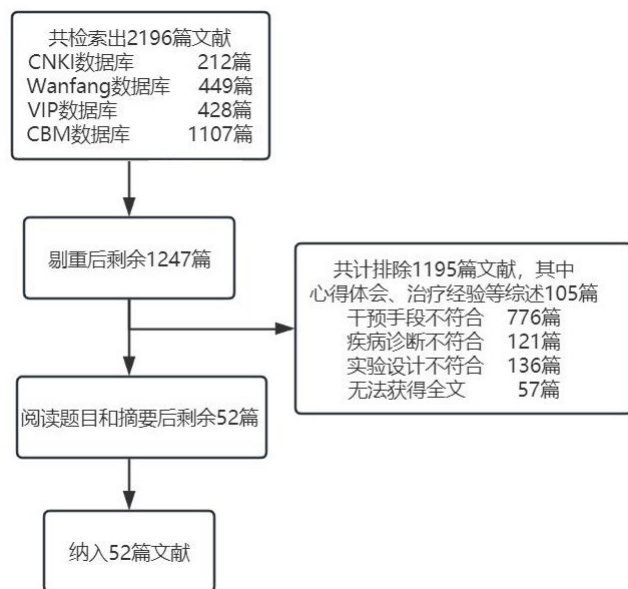 共检索出2196篇文献
CNKI数据库 212篇
Wanfang数据库 449篇
VIP数据库 428篇
CBM数据库 1107篇
剔重后剩余1247篇
共计排除1195篇文献，其中
心得体会、治疗经验等综述105篇
干预手段不符合 776篇
疾病诊断不符合 121篇
实验设计不符合 136篇
无法获得全文 57篇
阅读题目和摘要后剩余52篇
纳入52篇文献